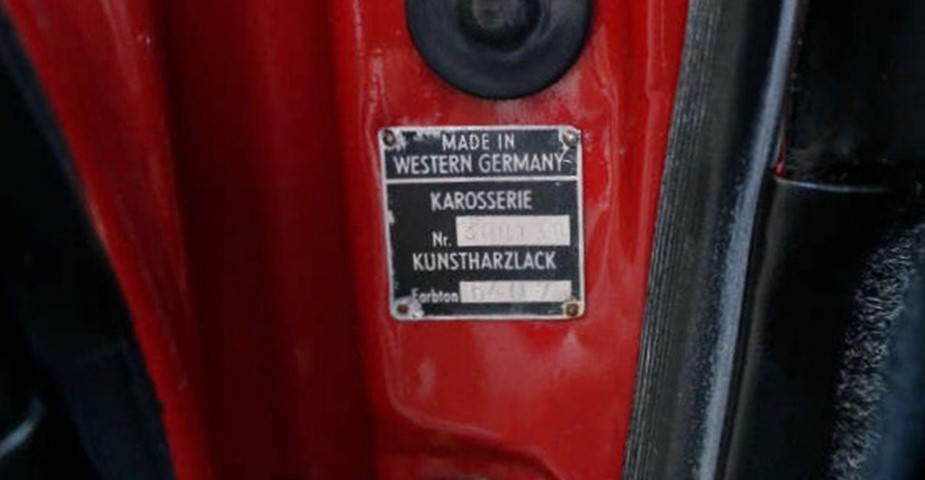 MADE IN
WESTERN GERMANY
KAROSSERIE
Nr.
KUNSTHARZLACK
Farbton